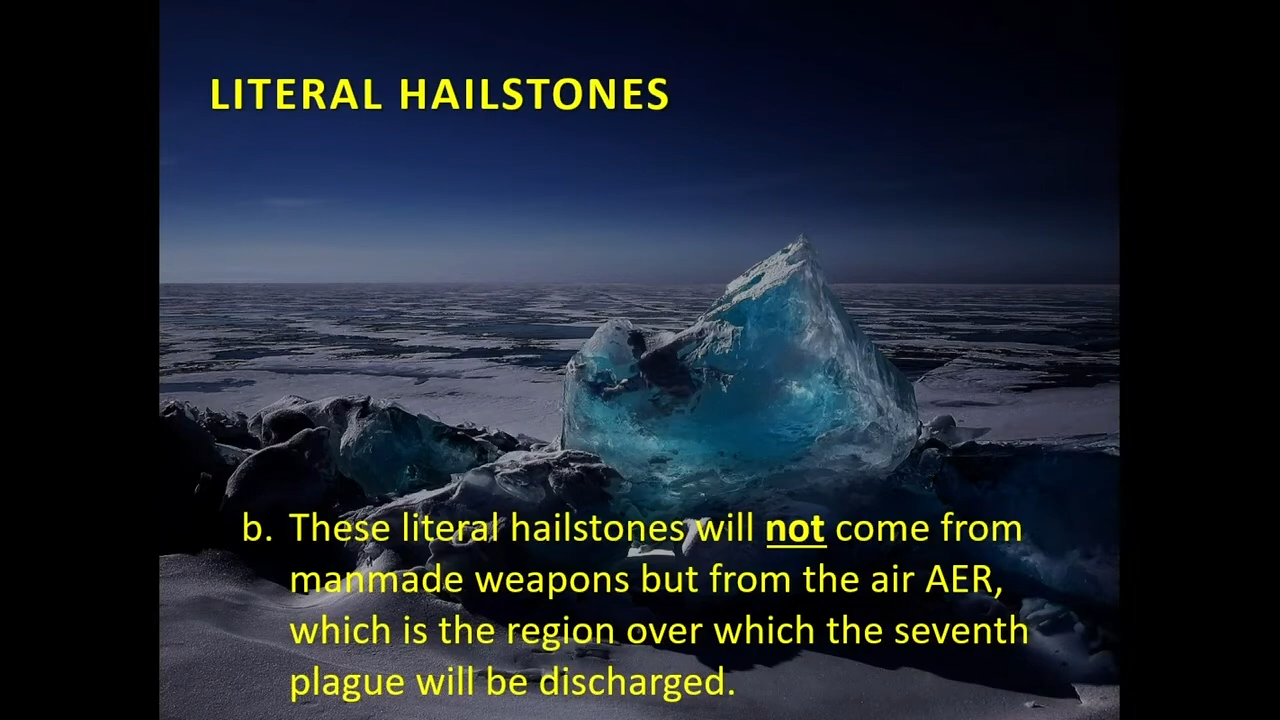 LITERAL HAILSTONES
b. These literal hailstones will not come from
manmade weapons but from the air AER,
which is the region over which the seventh
plague will be discharged.